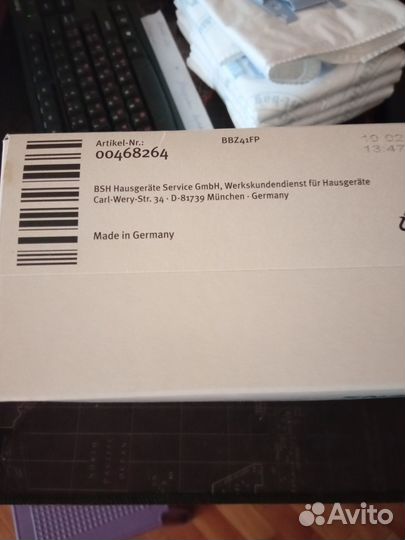 Artikel-Nr.:
00468264
BBZ41FP
10 02
13:47
BSH Hausgeräte Service GmbH, Werkskundendienst für Hausgeräte
Carl-Wery-Str. 34 · D-81739 München · Germany
Made in Germany
Avito